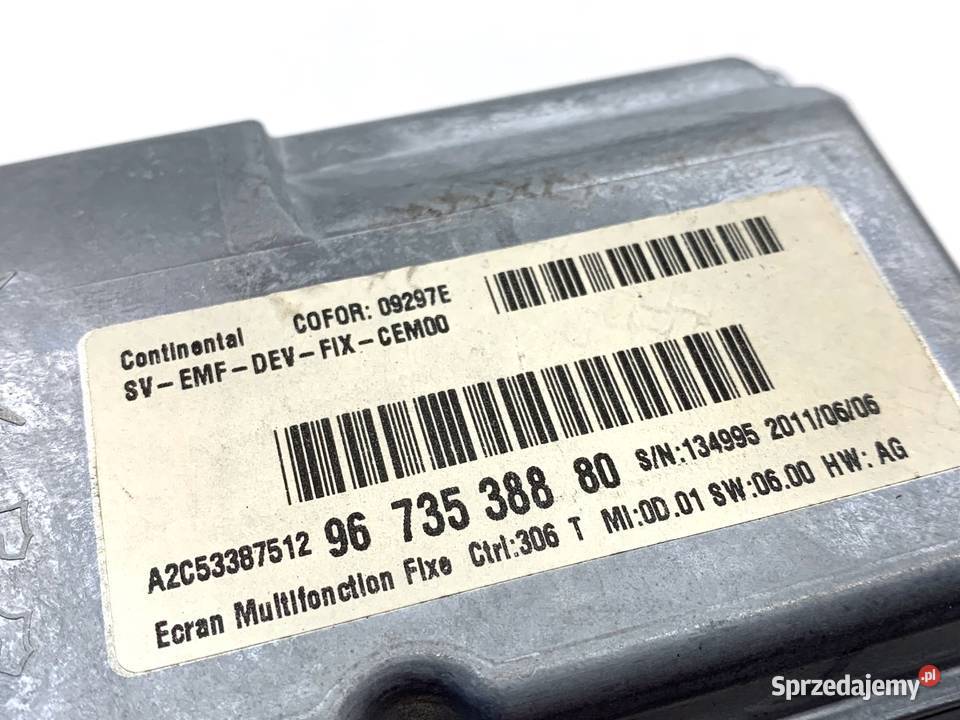 Continental COFOR: 09297E
SV-EMF-DEV-FIX-CEM00
A2C53387512 96 735 388 80 S/N:134995 2011/06/06
Ecran Multifonction Fixe Ctrl:306 T MI:0D.01 SW:06.00 HW: AG
Sprzedajemy.pl